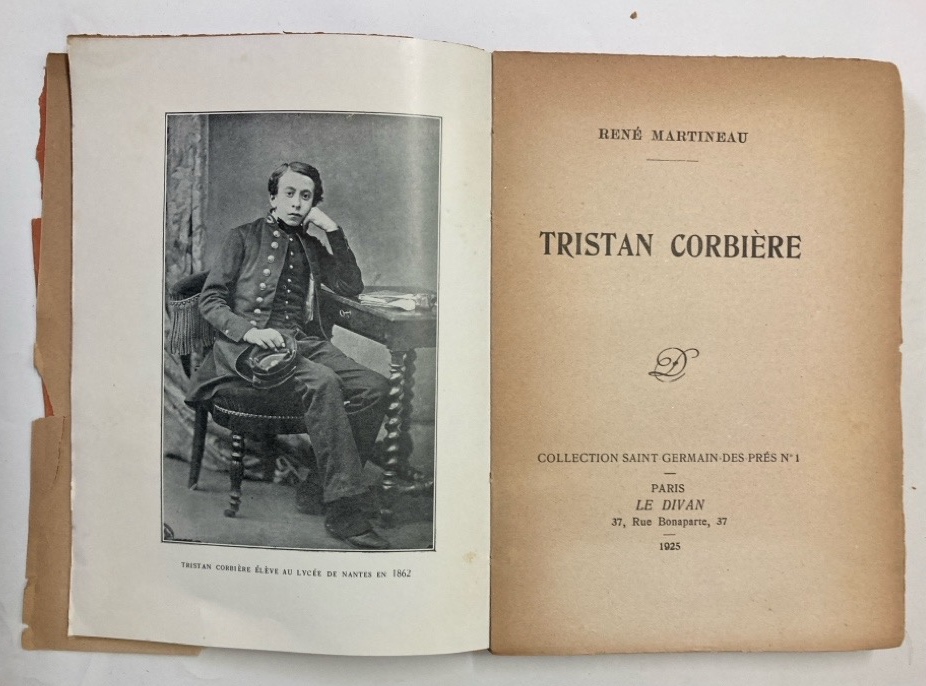 TRISTAN CORBIÈRE ÉLÈVE AU LYCÉE DE NANTES EN 1862
RENÉ MARTINEAU
TRISTAN CORBIÈRE
D
COLLECTION SAINT GERMAIN-DES-PRÉS N° 1
PARIS
LE DIVAN
37, Rue Bonaparte, 37
1925